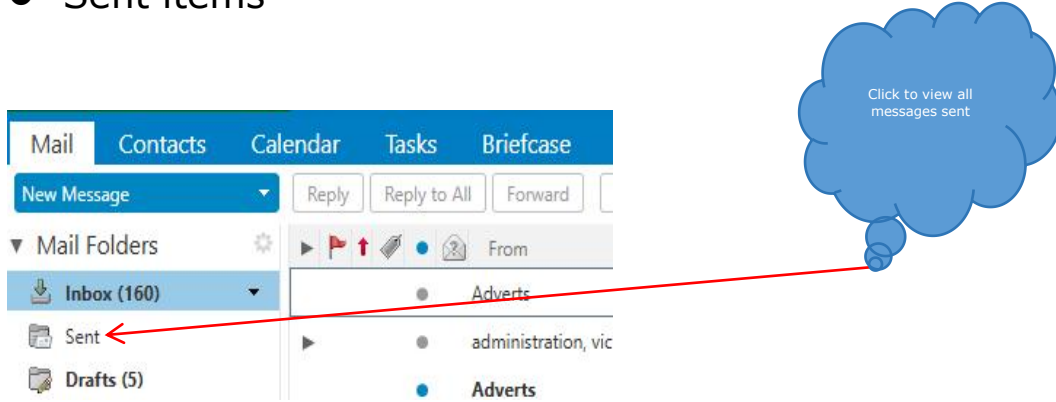 ● Sent items
Click to view all
messages sent
Mail Contacts Calendar Tasks Briefcase
New Message Reply Reply to All Forward
Mail Folders From
Inbox (160) Adverts
Sent administration, vic
Drafts (5) Adverts